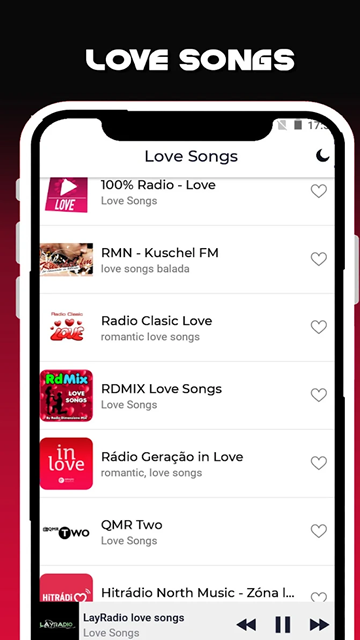 LOVE SONGS
Love Songs
LOVE
100% Radio - Love
Love Songs
RMN - Kuschel FM
love songs balada
Radio Clasic
LOVE
Radio Clasic Love
romantic love songs
RdMix
LOVE
SONGS
RDMIX Love Songs
Love Songs
in
love
Rádio Geração in Love
romantic, love songs
QMR TWO
QMR Two
Love Songs
HITRÁDI
Hitrádio North Music - Zóna l...
LAYRADIO
LayRadio love songs
Love Songs